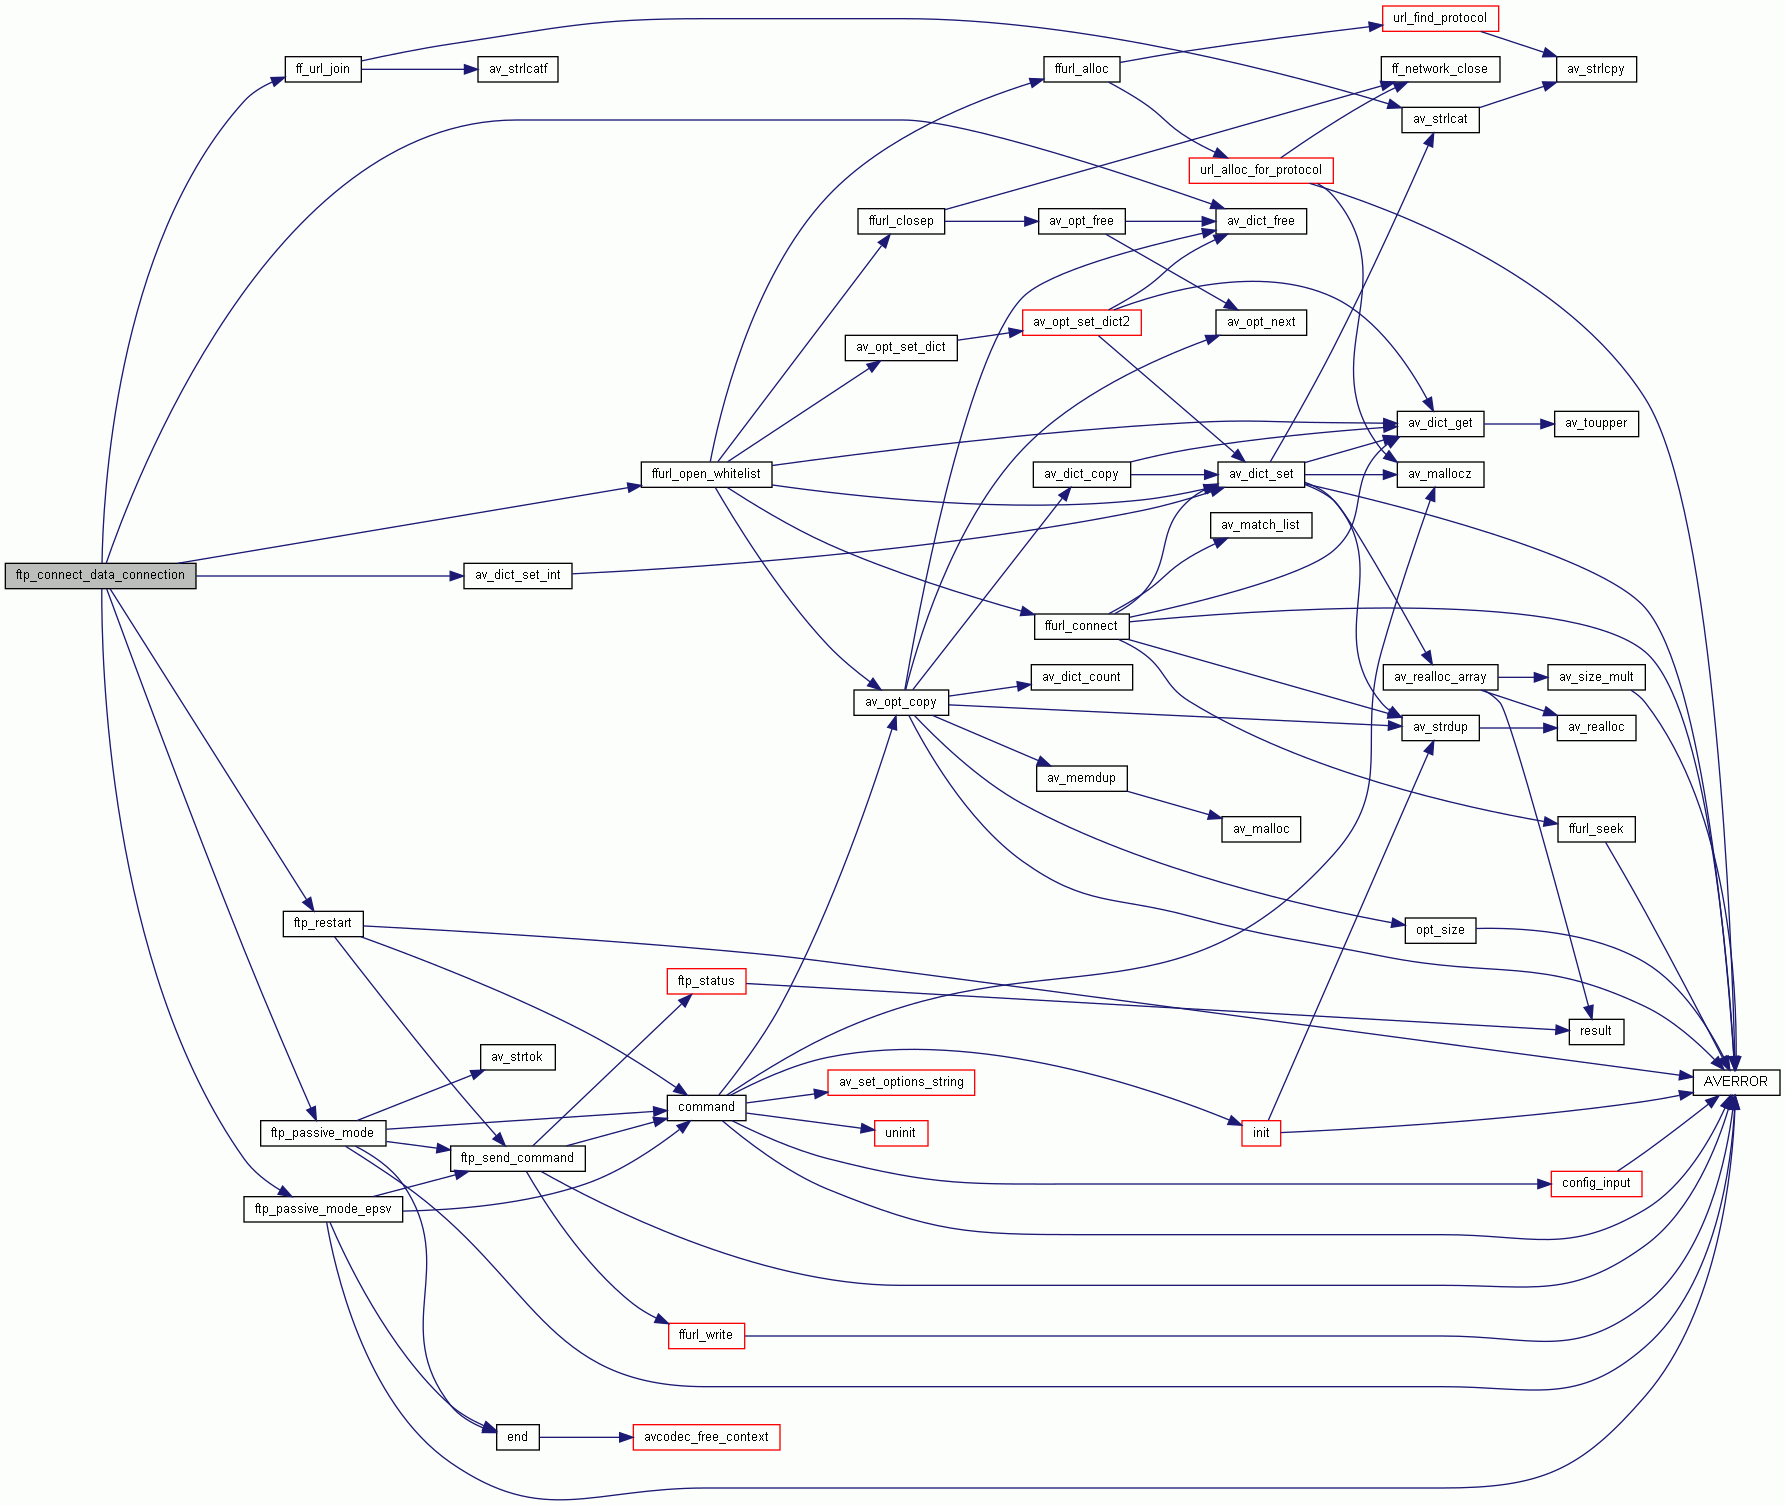 url_find_protocol
ff_url_join
av_strlcatf
ffurl_alloc
ff_network_close
av_strlcpy
av_strlcat
url_alloc_for_protocol
ffurl_closep
av_opt_free
av_dict_free
av_opt_set_dict2
av_opt_next
av_opt_set_dict
av_dict_get
av_toupper
ffurl_open_whitelist
av_dict_copy
av_dict_set
av_mallocz
av_match_list
ftp_connect_data_connection
av_dict_set_int
ffurl_connect
av_dict_count
av_realloc_array
av_size_mult
av_opt_copy
av_strdup
av_realloc
av_memdup
av_malloc
ffurl_seek
ftp_restart
opt_size
ftp_status
result
av_strtok
av_set_options_string
AVERROR
command
ftp_passive_mode
uninit
init
ftp_send_command
config_input
ftp_passive_mode_epsv
ffurl_write
end
avcodec_free_context